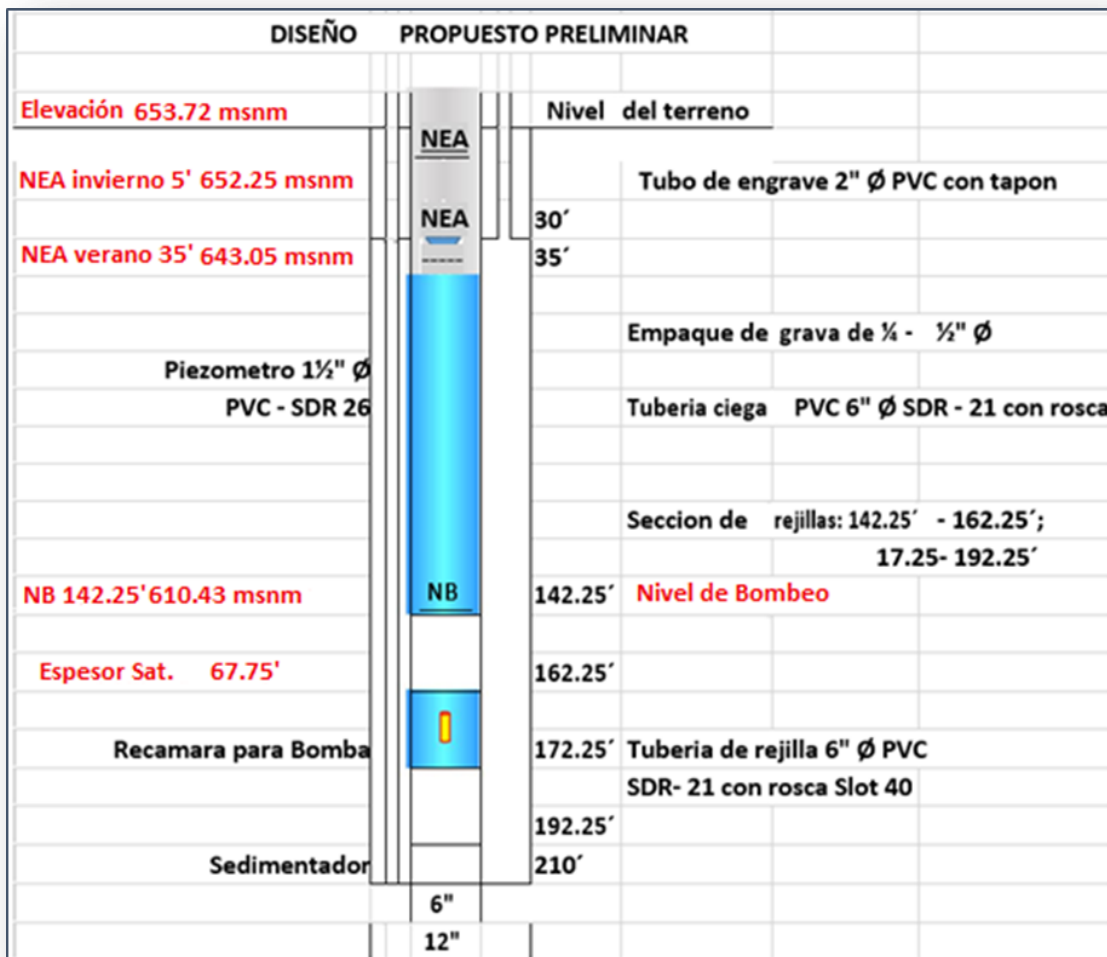 DISEÑO PROPUESTO PRELIMINAR
Elevación 653.72 msnm
Nivel del terreno
NEA
NEA invierno 5' 652.25 msnm
Tubo de engrave 2" Ø PVC con tapon
NEA
30´
NEA verano 35' 643.05 msnm
35´
Empaque de grava de ¼ - ½" Ø
Piezometro 1½" Ø
PVC - SDR 26
Tuberia ciega PVC 6" Ø SDR - 21 con rosca
Seccion de rejillas: 142.25´ - 162.25´;
17.25- 192.25´
NB 142.25'610.43 msnm
NB
142.25´ Nivel de Bombeo
Espesor Sat. 67.75'
162.25´
Recamara para Bomba
172.25´ Tuberia de rejilla 6" Ø PVC
SDR- 21 con rosca Slot 40
192.25´
Sedimentador
210´
6"
12"